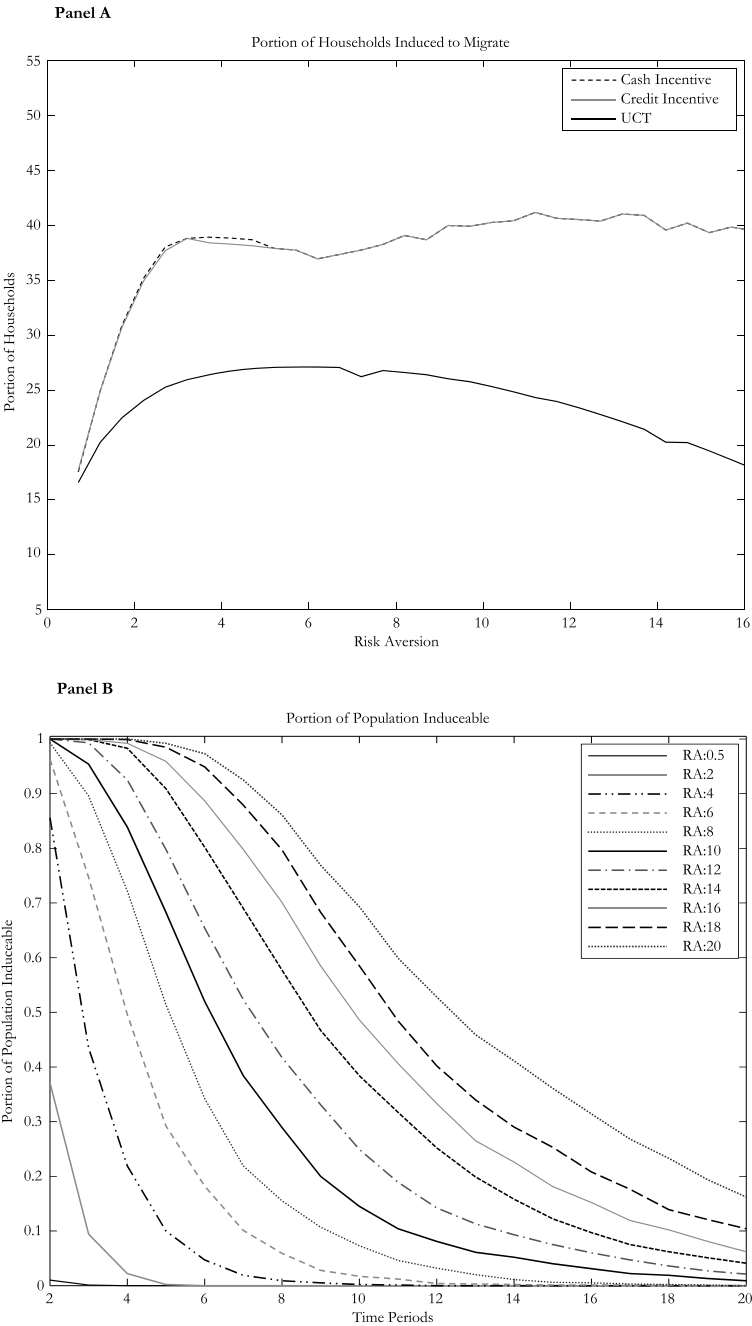 Panel A
Portion of Households Induced to Migrate
55
50
45
40
35
30
25
20
15
10
5
Portion of Households
Cash Incentive
Credit Incentive
UCT
0 2 4 6 8 10 12 14 16
Risk Aversion
Panel B
Portion of Population Induceable
1
0.9
0.8
0.7
0.6
0.5
0.4
0.3
0.2
0.1
0
Portion of Population Induceable
RA:0.5
RA:2
RA:4
RA:6
RA:8
RA:10
RA:12
RA:14
RA:16
RA:18
RA:20
2 4 6 8 10 12 14 16 18 20
Time Periods